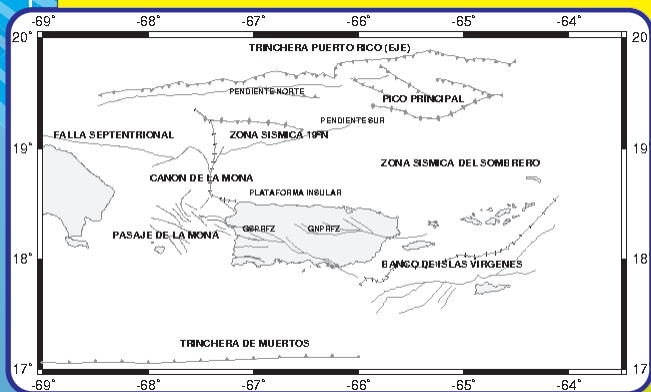 -69 -68 -67 -66 -65 -64
20° 20
TRINCHERA PUERTO RICO (EJE)
PENDIENTE NORTE
PICO PRINCIPAL
PENDIENTE SUR
FALLA SEPTENTRIONAL ZONA SISMICA 19°N
19° 19
ZONA SISMICA DEL SOMBRERO
CANON DE LA MONA
PLATAFORMA INSULAR
PASAJE DE LA MONA GSPRFZ GNPRFZ
18° 18
BANCO DE ISLAS VIRGENES
TRINCHERA DE MUERTOS
17° 17
-69 -68 -67 -66 -65 -64